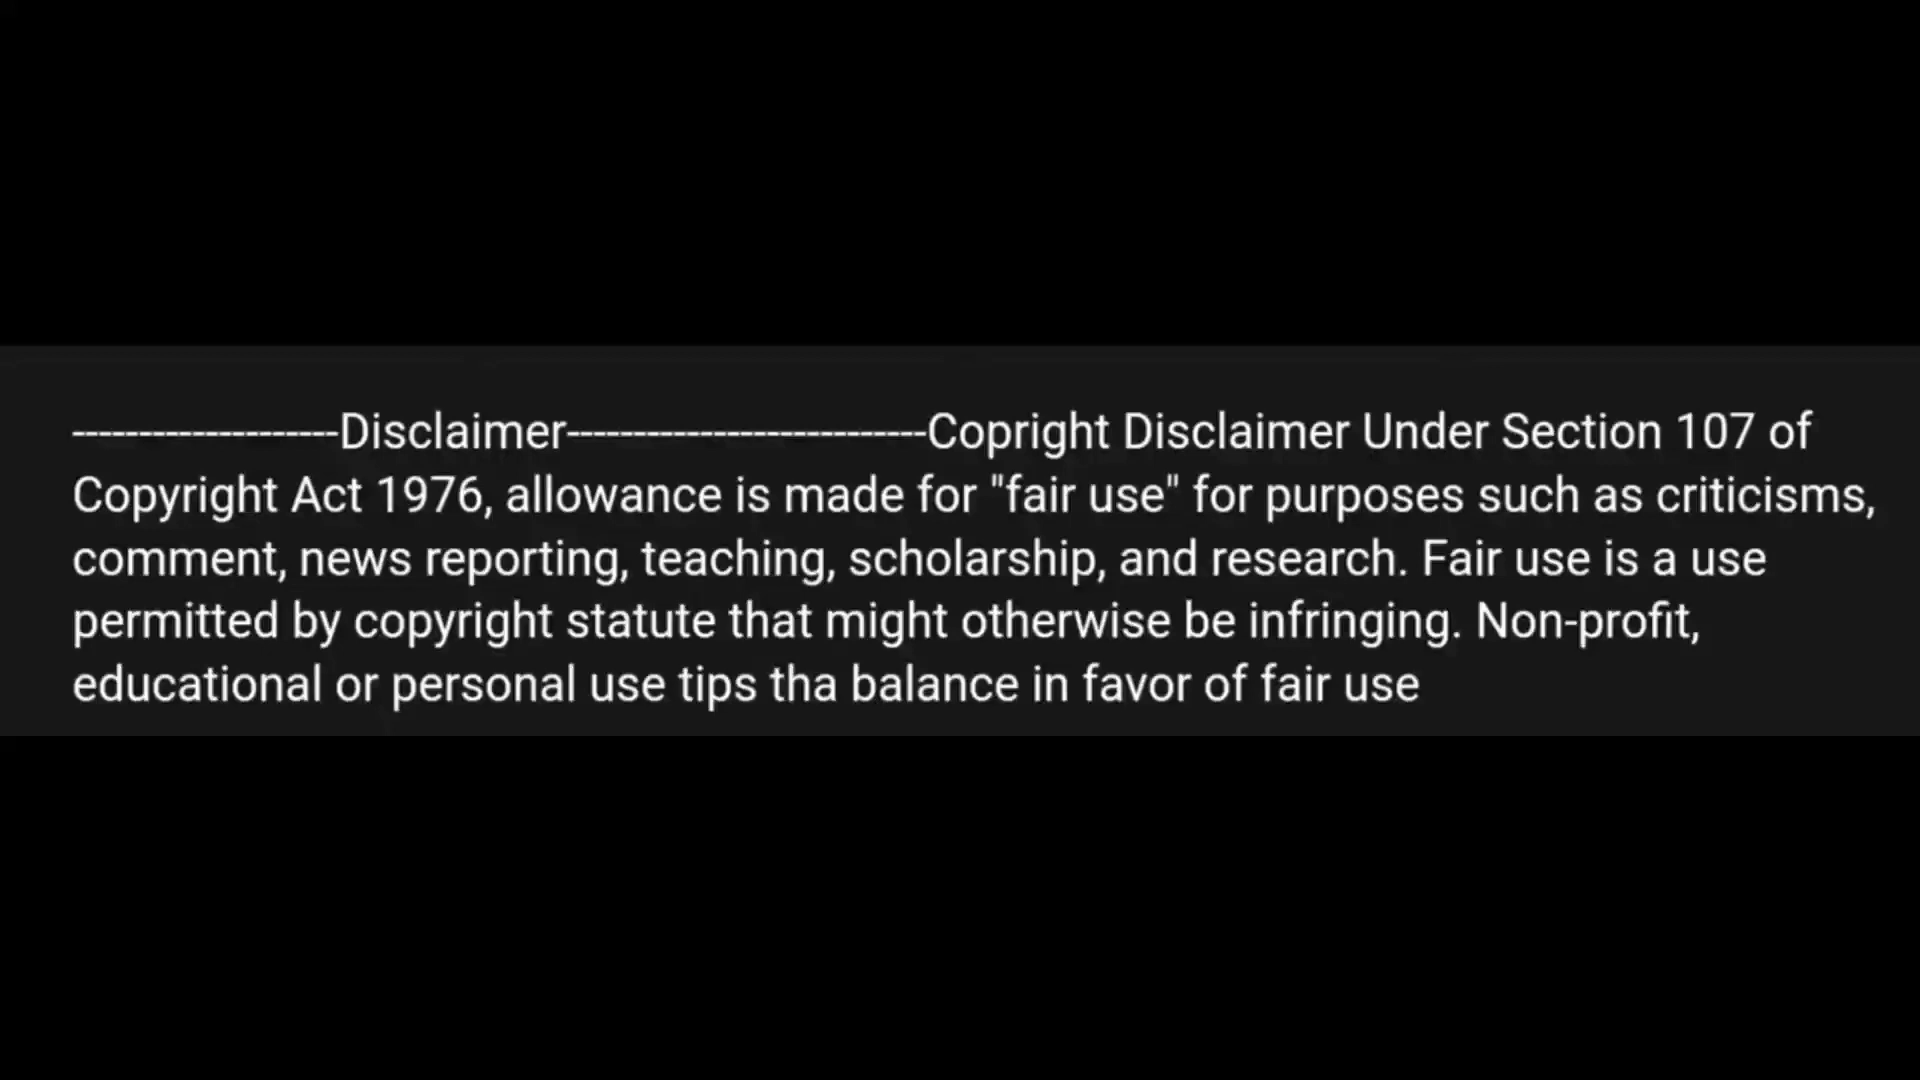 --------------------Disclaimer---------------------------Copright Disclaimer Under Section 107 of
Copyright Act 1976, allowance is made for "fair use" for purposes such as criticisms,
comment, news reporting, teaching, scholarship, and research. Fair use is a use
permitted by copyright statute that might otherwise be infringing. Non-profit,
educational or personal use tips tha balance in favor of fair use